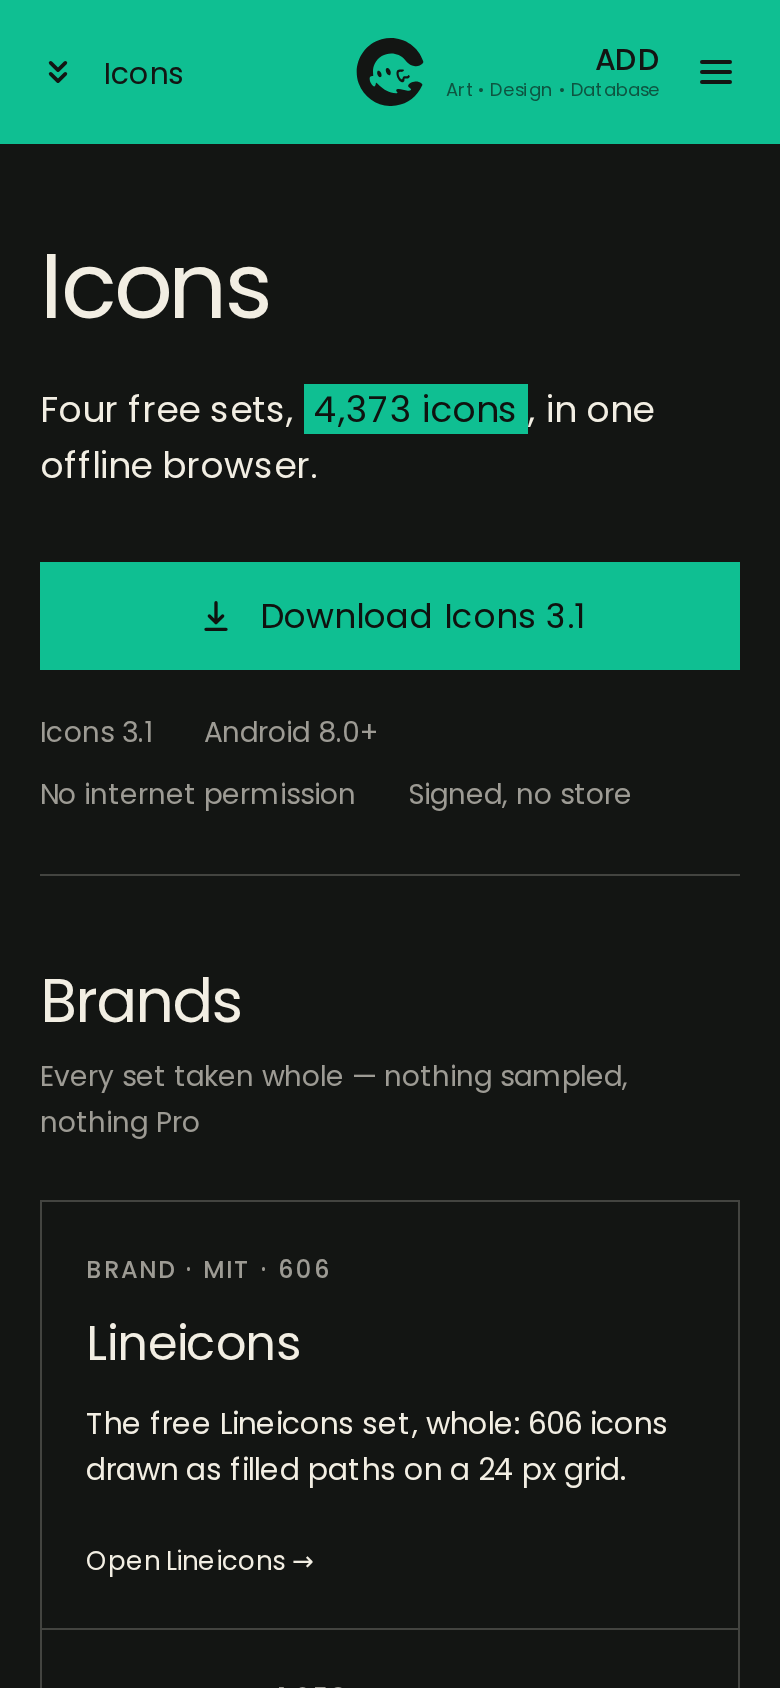 Icons
ADD
Art • Design • Database
Icons
Four free sets, 4,373 icons, in one
offline browser.
Download Icons 3.1
Icons 3.1 Android 8.0+
No internet permission Signed, no store
Brands
Every set taken whole — nothing sampled,
nothing Pro
BRAND · MIT · 606
Lineicons
The free Lineicons set, whole: 606 icons
drawn as filled paths on a 24 px grid.
Open Lineicons →